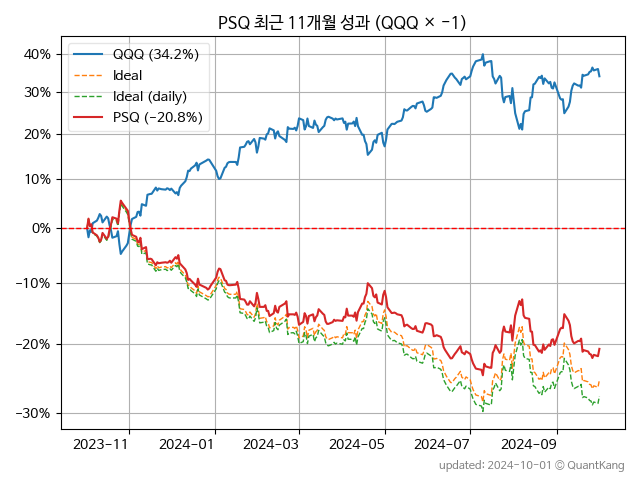 PSQ 최근 11개월 성과 (QQQ × −1)
QQQ (34.2%)
Ideal
Ideal (daily)
PSQ (−20.8%)
40%
30%
20%
10%
0%
−10%
−20%
−30%
2023-11 2024-01 2024-03 2024-05 2024-07 2024-09
updated: 2024-10-01 © QuantKang